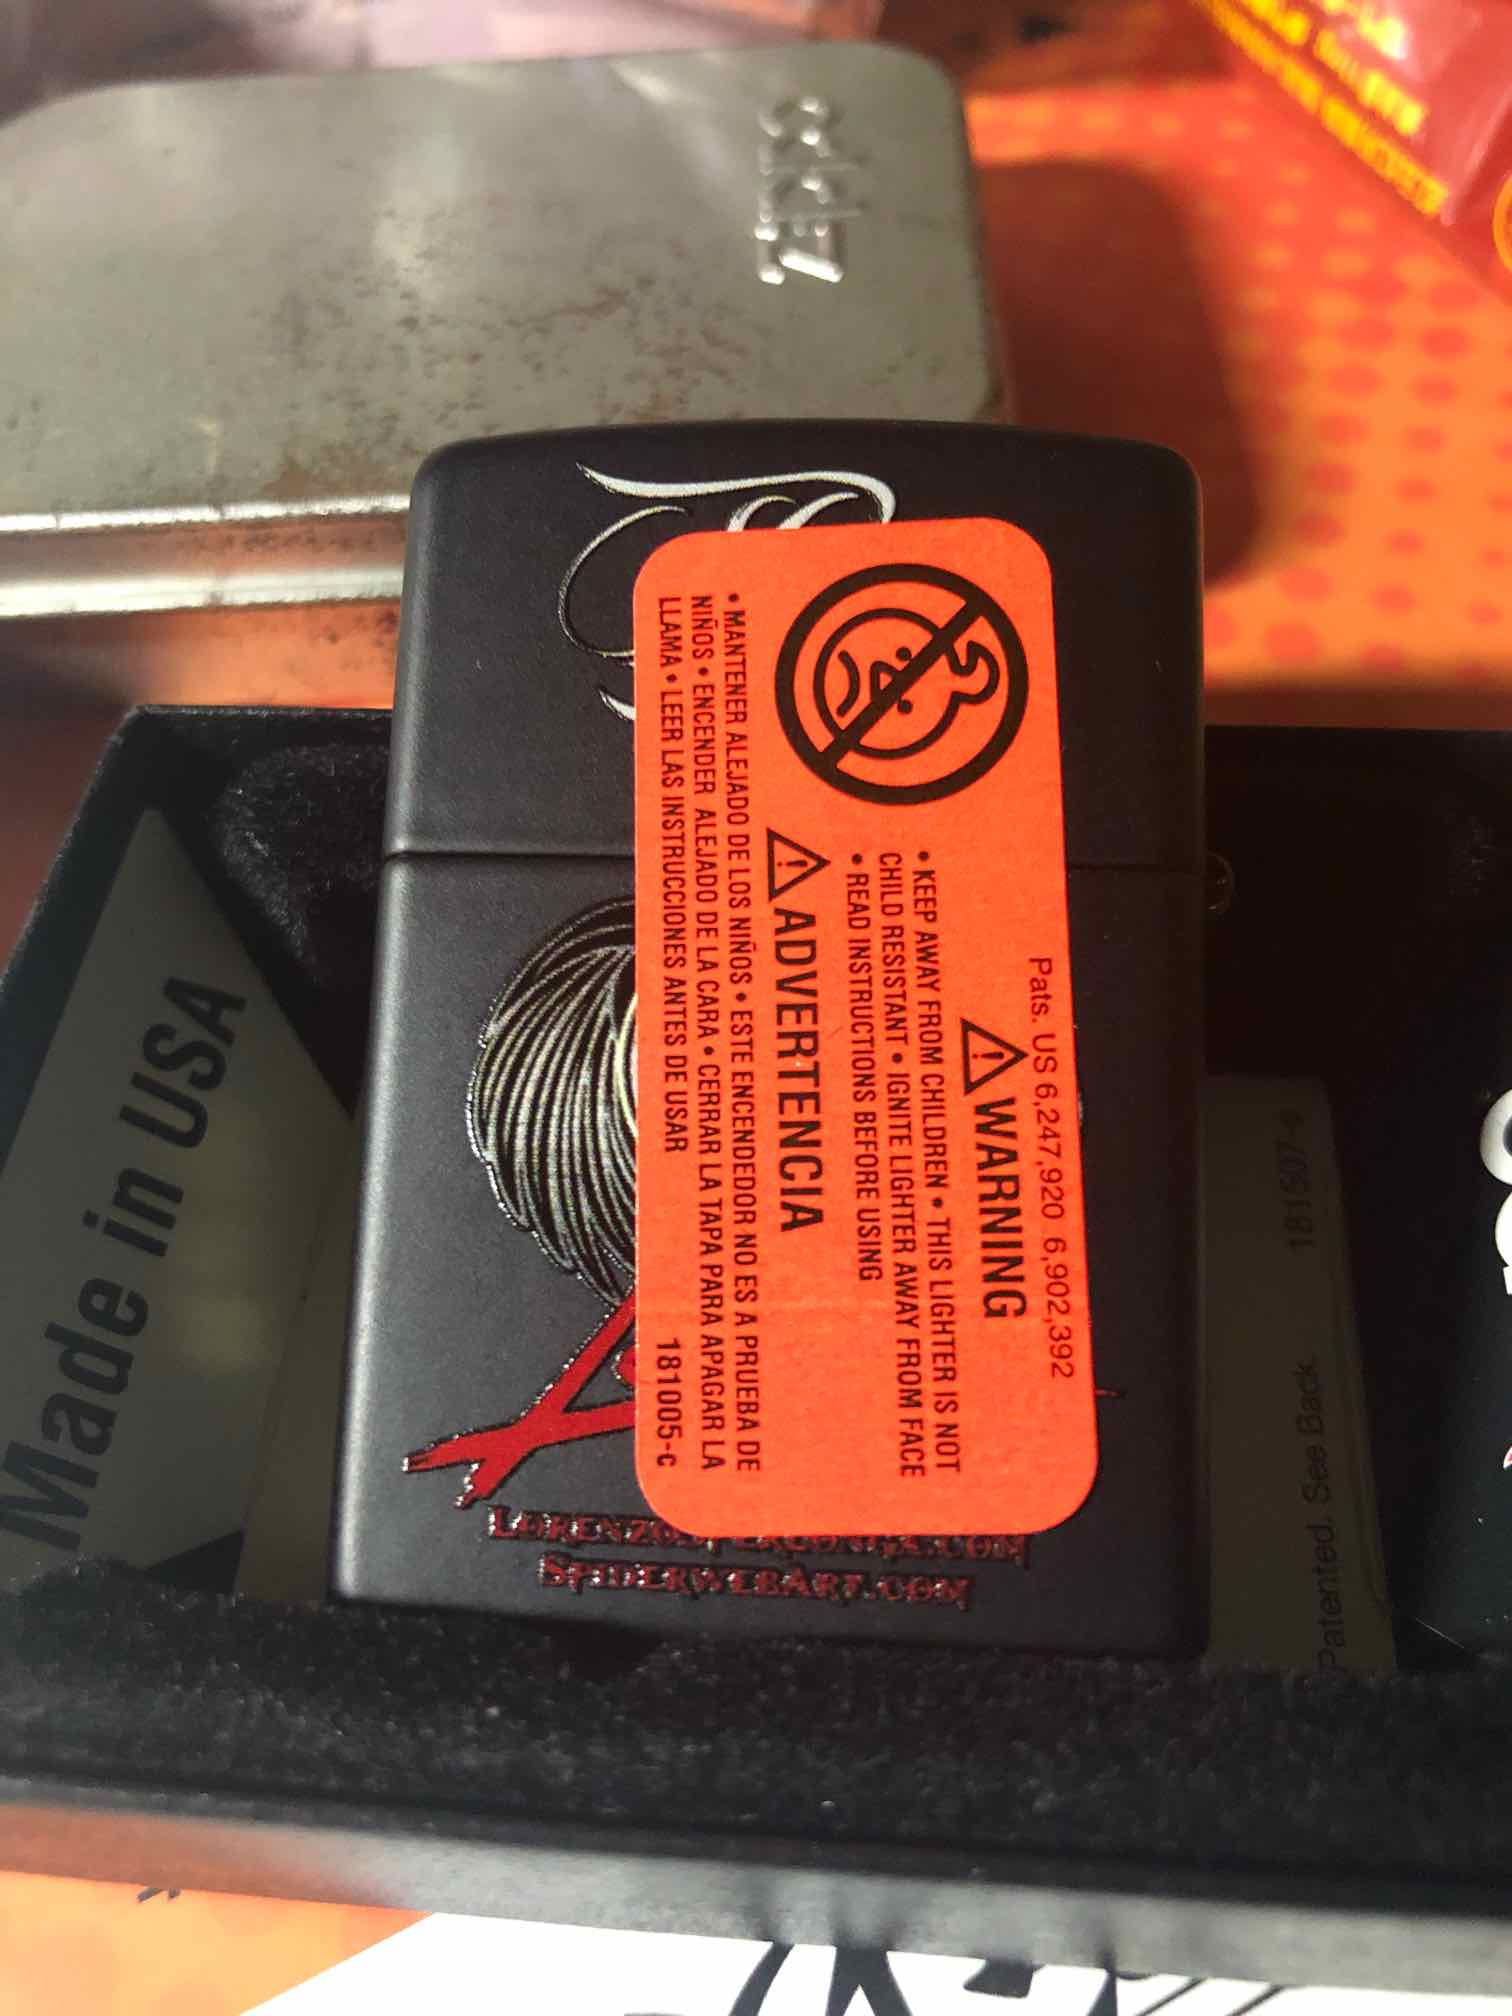 Zippo
Pats. US 6,247,920 6,902,392
WARNING
• KEEP AWAY FROM CHILDREN • THIS LIGHTER IS NOT
CHILD RESISTANT • IGNITE LIGHTER AWAY FROM FACE
• READ INSTRUCTIONS BEFORE USING
ADVERTENCIA
• MANTENER ALEJADO DE LOS NIÑOS • ESTE ENCENDEDOR NO ES A PRUEBA DE
NIÑOS • ENCENDER ALEJADO DE LA CARA • CERRAR LA TAPA PARA APAGAR LA
LLAMA • LEER LAS INSTRUCCIONES ANTES DE USAR 181005-c
SPIDERWEBART.COM
Made in USA
Patented. See Back